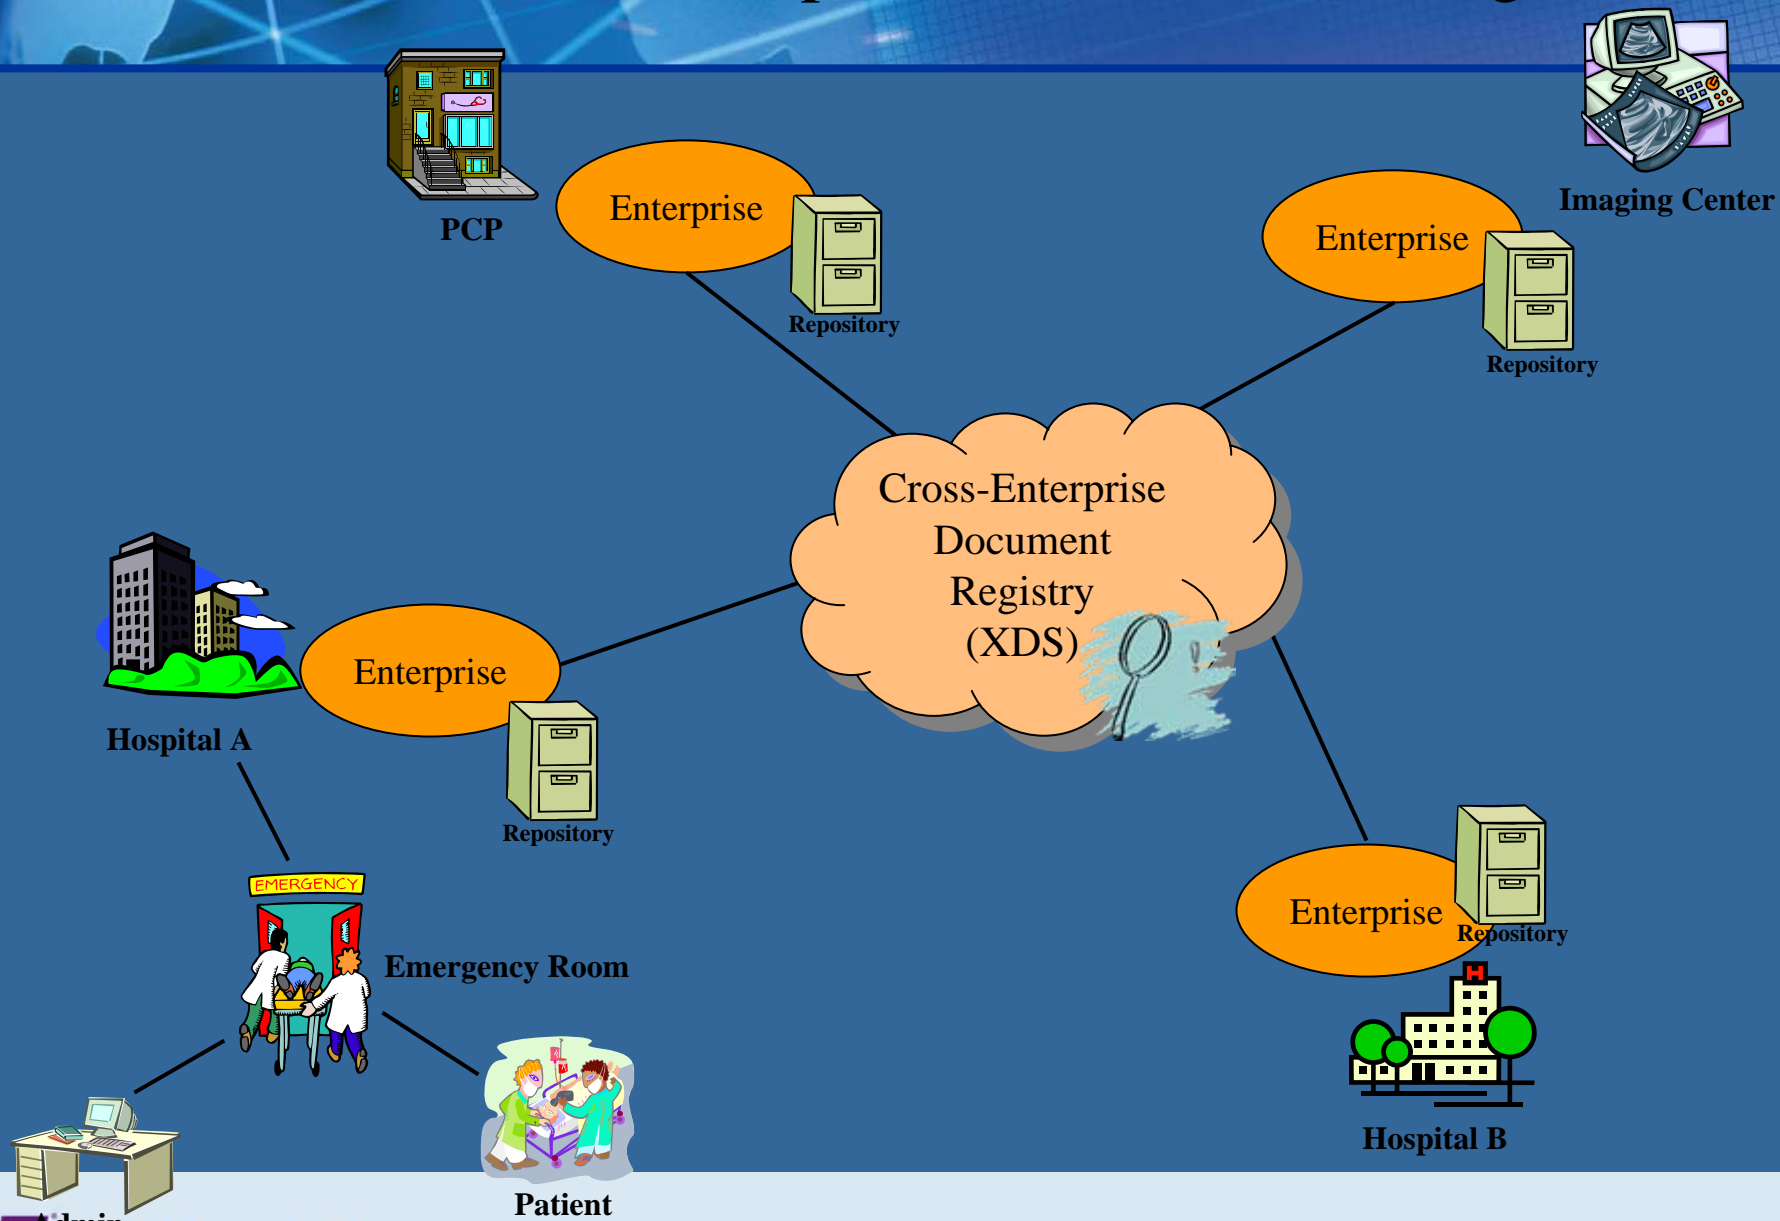 PCP
Enterprise
Repository
Imaging Center
Enterprise
Repository
Cross-Enterprise
Document
Registry
(XDS)
Hospital A
Enterprise
Repository
EMERGENCY
Emergency Room
Enterprise
Repository
H
Hospital B
Patient